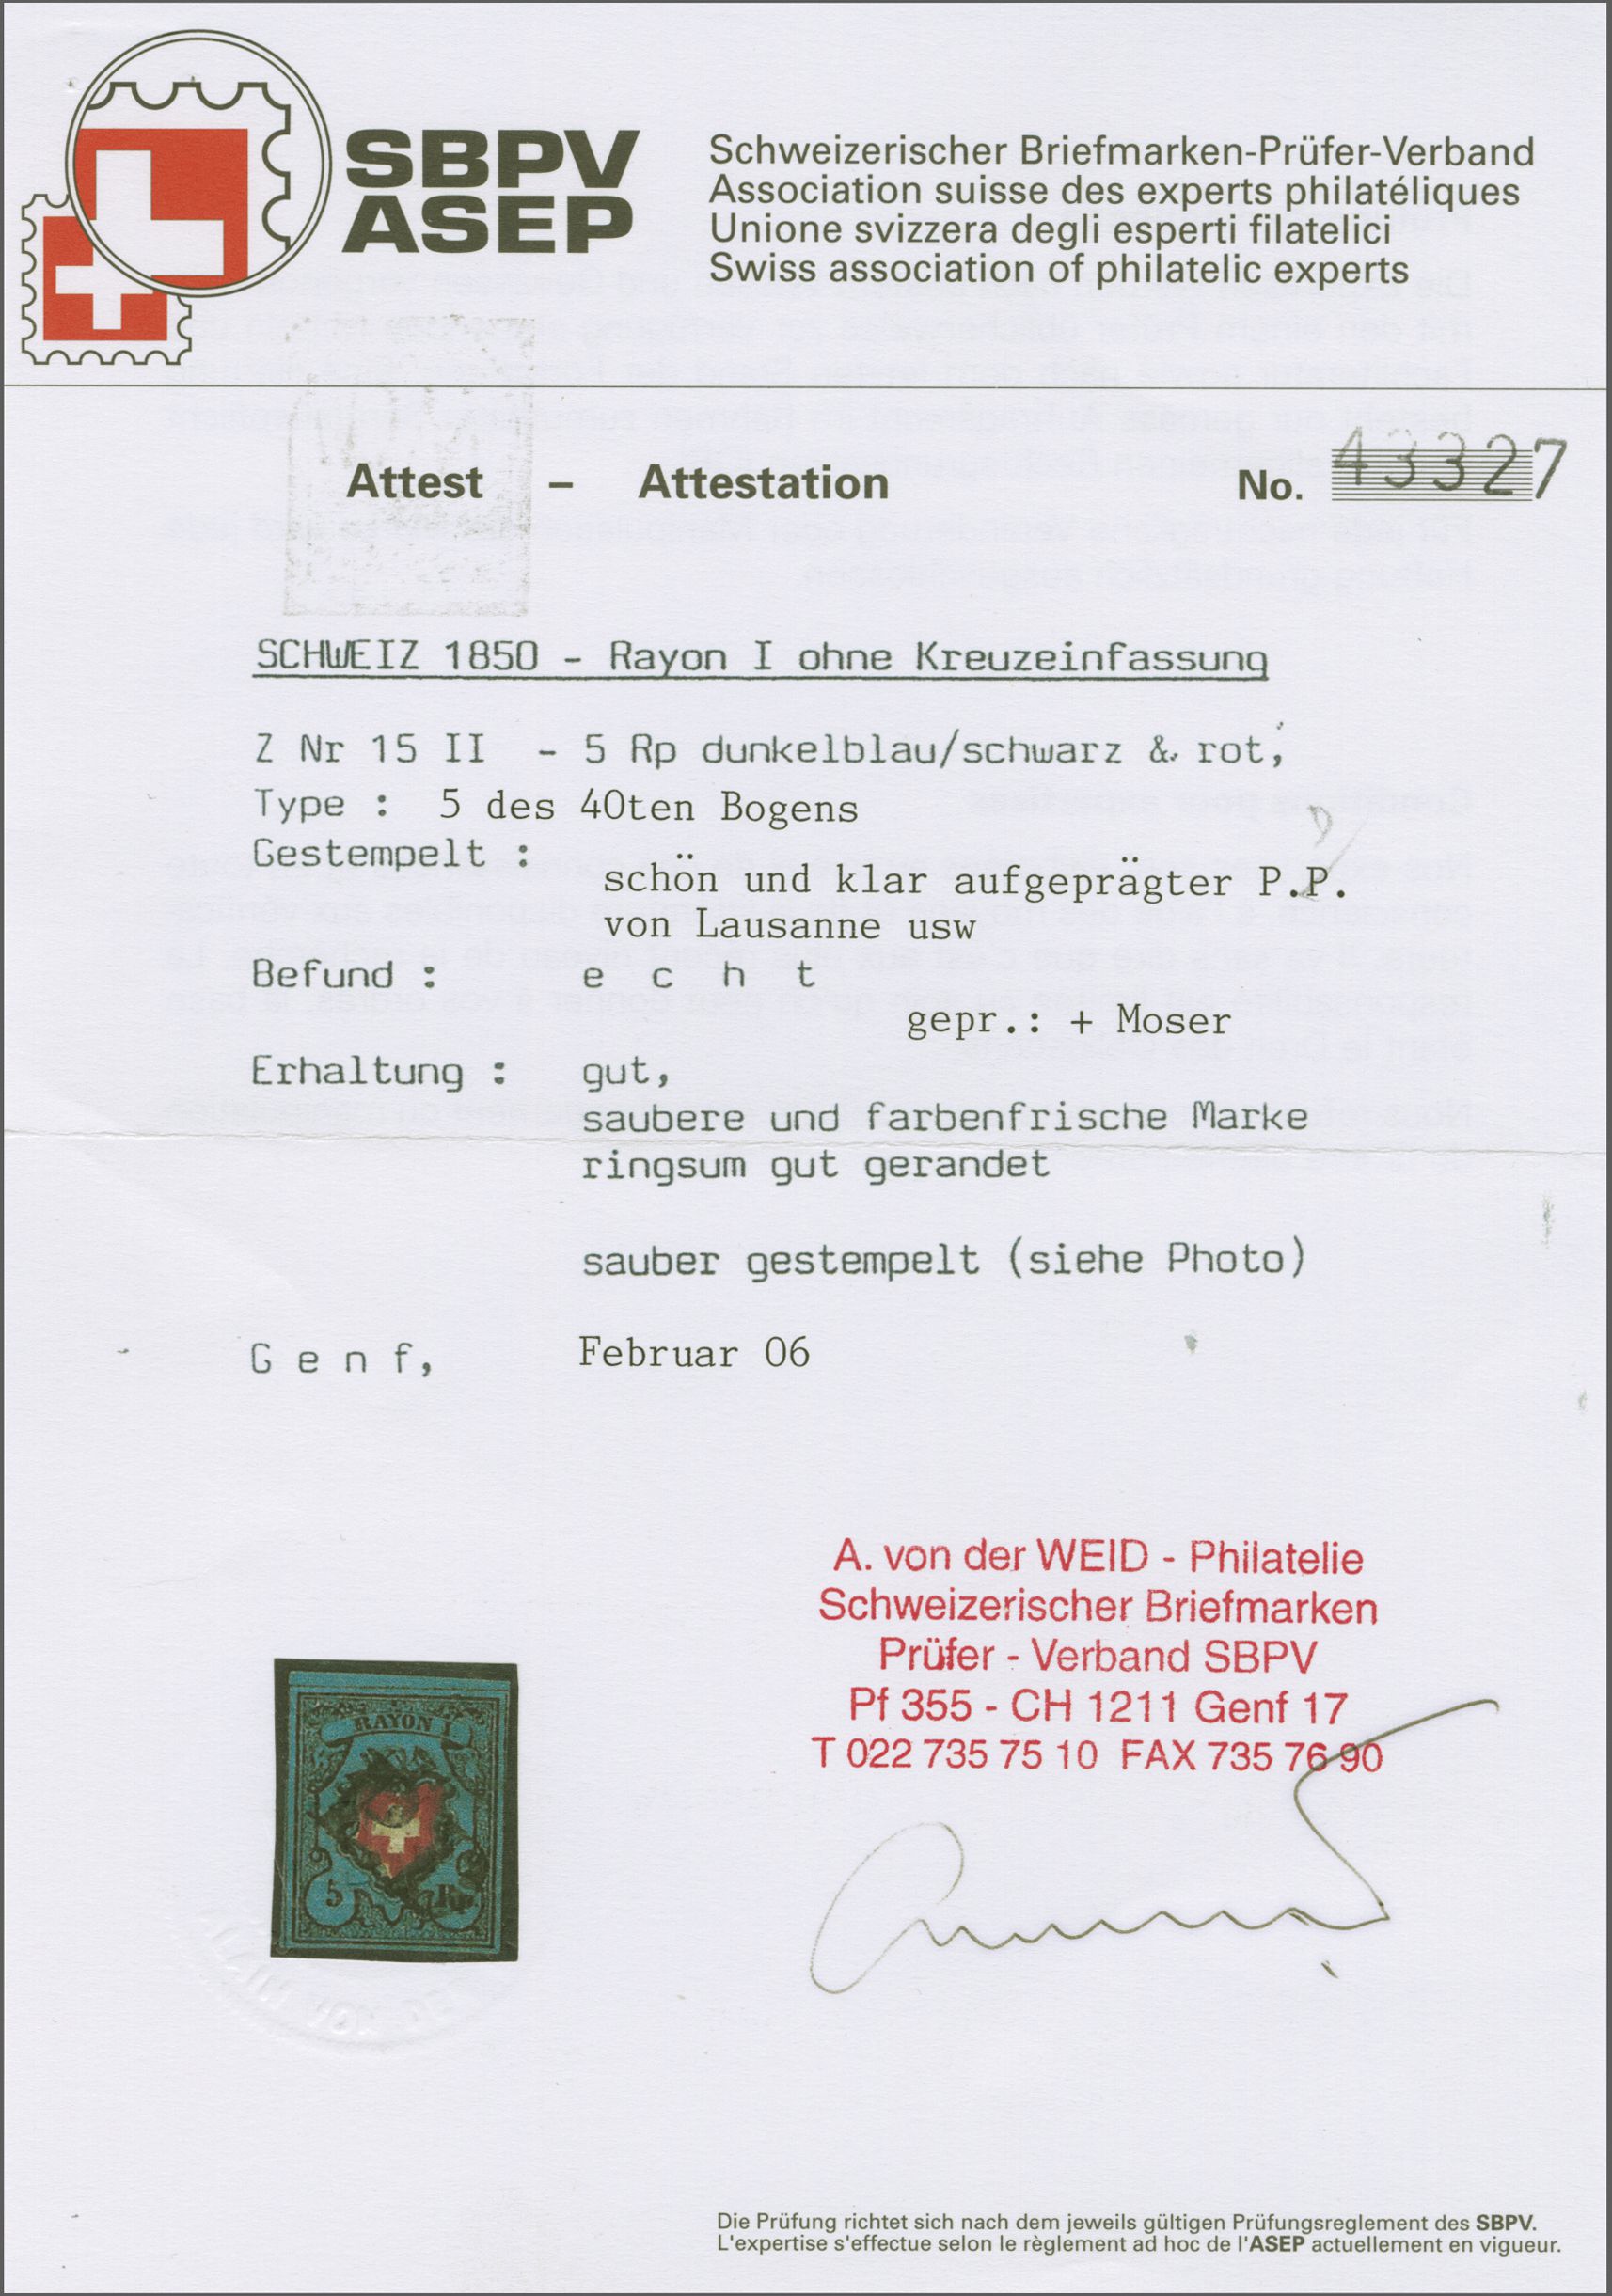 SBPV
ASEP
Schweizerischer Briefmarken-Prüfer-Verband
Association suisse des experts philatéliques
Unione svizzera degli esperti filatelici
Swiss association of philatelic experts
Attest – Attestation No. 43327
SCHWEIZ 1850 - Rayon I ohne Kreuzeinfassung
Z Nr 15 II - 5 Rp dunkelblau/schwarz & rot,
Type : 5 des 40ten Bogens
Gestempelt :
schön und klar aufgeprägter P.P.
von Lausanne usw
Befund : e c h t
gepr.: + Moser
Erhaltung : gut,
saubere und farbenfrische Marke
ringsum gut gerandet
sauber gestempelt (siehe Photo)
G e n f, Februar 06
A. von der WEID - Philatelie
Schweizerischer Briefmarken
Prüfer - Verband SBPV
Pf 355 - CH 1211 Genf 17
T 022 735 75 10 FAX 735 76 90
RAYON I
5 Rp
Die Prüfung richtet sich nach dem jeweils gültigen Prüfungsreglement des SBPV.
L'expertise s'effectue selon le règlement ad hoc de l'ASEP actuellement en vigueur.